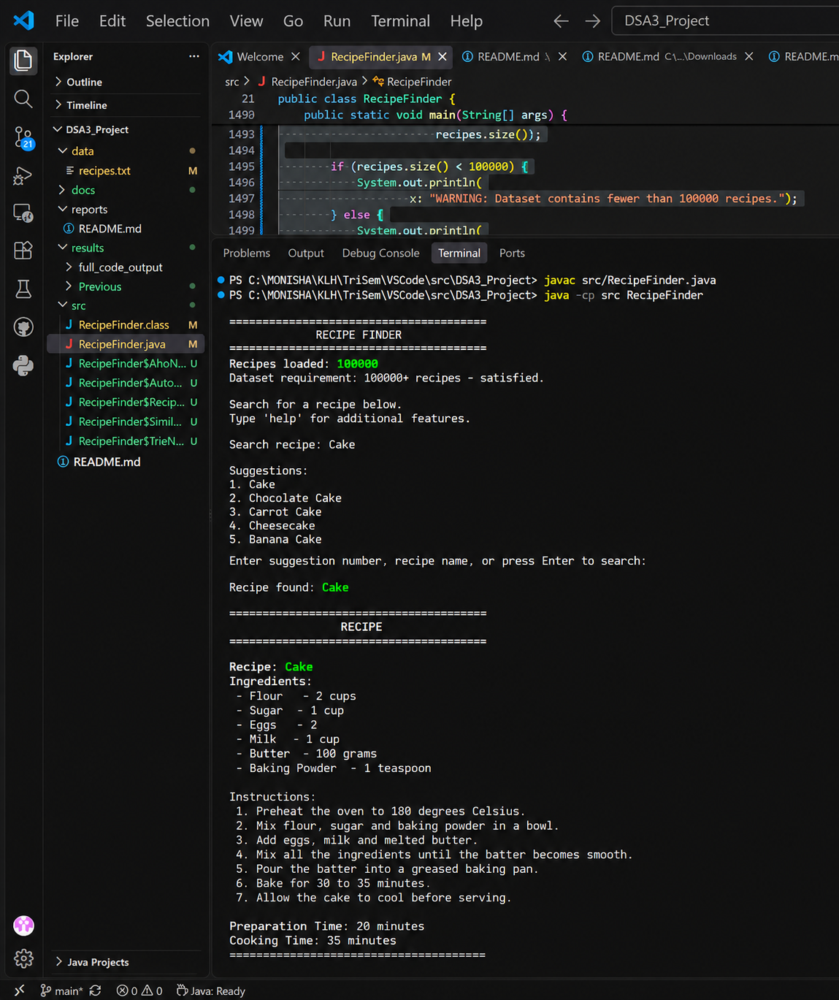 File Edit Selection View Go Run Terminal Help DSA3_Project
Explorer
Outline
Timeline
DSA3_Project
data
recipes.txt M
docs
reports
README.md
results
full_code_output
Previous
src
RecipeFinder.class M
RecipeFinder.java M
RecipeFinder$AhoN... U
RecipeFinder$Auto... U
RecipeFinder$Recip... U
RecipeFinder$Simil... U
RecipeFinder$TrieN... U
README.md
Java Projects
21
Welcome RecipeFinder.java M README.md .\ README.md C:\...\Downloads README.m
src > RecipeFinder.java > RecipeFinder
21 public class RecipeFinder {
1490 public static void main(String[] args) {
1493 recipes.size());
1494
1495 if (recipes.size() < 100000) {
1496 System.out.println(
1497 x: "WARNING: Dataset contains fewer than 100000 recipes.");
1498 } else {
1499 System.out.println(
Problems Output Debug Console Terminal Ports
PS C:\MONISHA\KLH\TriSem\VSCode\src\DSA3_Project> javac src/RecipeFinder.java
PS C:\MONISHA\KLH\TriSem\VSCode\src\DSA3_Project> java -cp src RecipeFinder
======================================
RECIPE FINDER
======================================
Recipes loaded: 100000
Dataset requirement: 100000+ recipes - satisfied.
Search for a recipe below.
Type 'help' for additional features.
Search recipe: Cake
Suggestions:
1. Cake
2. Chocolate Cake
3. Carrot Cake
4. Cheesecake
5. Banana Cake
Enter suggestion number, recipe name, or press Enter to search:
Recipe found: Cake
======================================
RECIPE
======================================
Recipe: Cake
Ingredients:
- Flour - 2 cups
- Sugar - 1 cup
- Eggs - 2
- Milk - 1 cup
- Butter - 100 grams
- Baking Powder - 1 teaspoon
Instructions:
1. Preheat the oven to 180 degrees Celsius.
2. Mix flour, sugar and baking powder in a bowl.
3. Add eggs, milk and melted butter.
4. Mix all the ingredients until the batter becomes smooth.
5. Pour the batter into a greased baking pan.
6. Bake for 30 to 35 minutes.
7. Allow the cake to cool before serving.
Preparation Time: 20 minutes
Cooking Time: 35 minutes
======================================
main* 0 0 Java: Ready